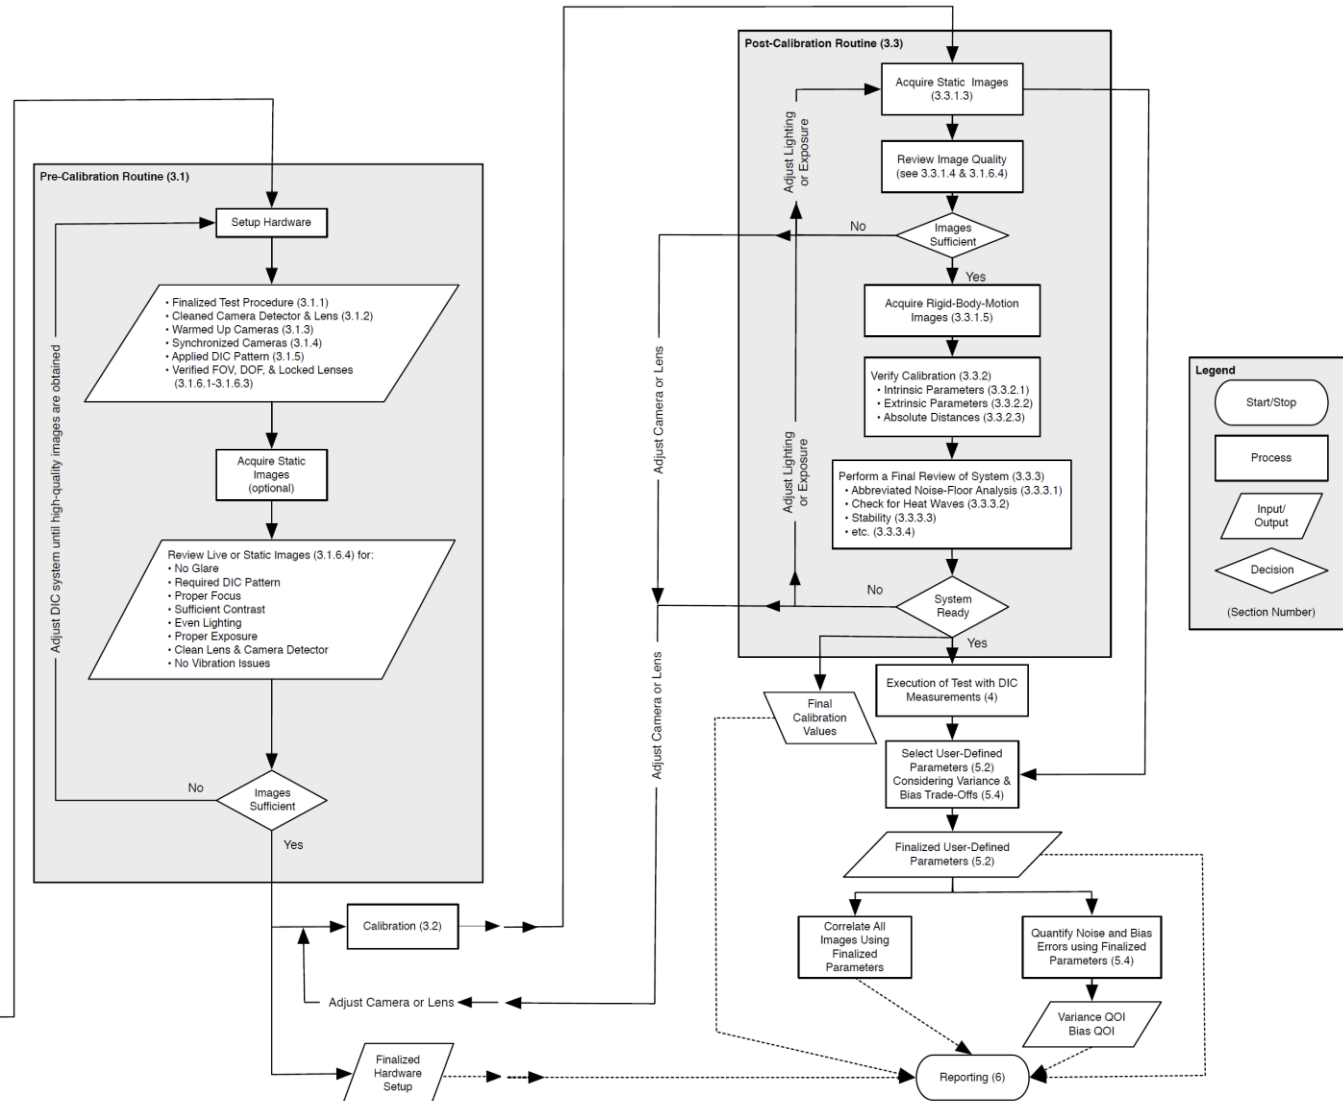 Pre-Calibration Routine (3.1)
Setup Hardware
• Finalized Test Procedure (3.1.1)
• Cleaned Camera Detector & Lens (3.1.2)
• Warmed Up Cameras (3.1.3)
• Synchronized Cameras (3.1.4)
• Applied DIC Pattern (3.1.5)
• Verified FOV, DOF, & Locked Lenses
(3.1.6.1-3.1.6.3)
Acquire Static
Images
(optional)
Review Live or Static Images (3.1.6.4) for:
• No Glare
• Required DIC Pattern
• Proper Focus
• Sufficient Contrast
• Even Lighting
• Proper Exposure
• Clean Lens & Camera Detector
• No Vibration Issues
Images
Sufficient
No
Yes
Adjust DIC system until high-quality images are obtained
Calibration (3.2)
Adjust Camera or Lens
Finalized
Hardware
Setup
Adjust Camera or Lens
Adjust Camera or Lens
Post-Calibration Routine (3.3)
Acquire Static Images
(3.3.1.3)
Review Image Quality
(see 3.3.1.4 & 3.1.6.4)
Images
Sufficient
No
Yes
Adjust Lighting
or Exposure
Acquire Rigid-Body-Motion
Images (3.3.1.5)
Verify Calibration (3.3.2)
• Intrinsic Parameters (3.3.2.1)
• Extrinsic Parameters (3.3.2.2)
• Absolute Distances (3.3.2.3)
Adjust Lighting
or Exposure
Perform a Final Review of System (3.3.3)
• Abbreviated Noise-Floor Analysis (3.3.3.1)
• Check for Heat Waves (3.3.3.2)
• Stability (3.3.3.3)
• etc. (3.3.3.4)
System
Ready
No
Yes
Final
Calibration
Values
Execution of Test with DIC
Measurements (4)
Select User-Defined
Parameters (5.2)
Considering Variance &
Bias Trade-Offs (5.4)
Finalized User-Defined
Parameters (5.2)
Correlate All
Images Using
Finalized
Parameters
Quantify Noise and Bias
Errors using Finalized
Parameters (5.4)
Variance QOI
Bias QOI
Reporting (6)
Legend
Start/Stop
Process
Input/
Output
Decision
(Section Number)